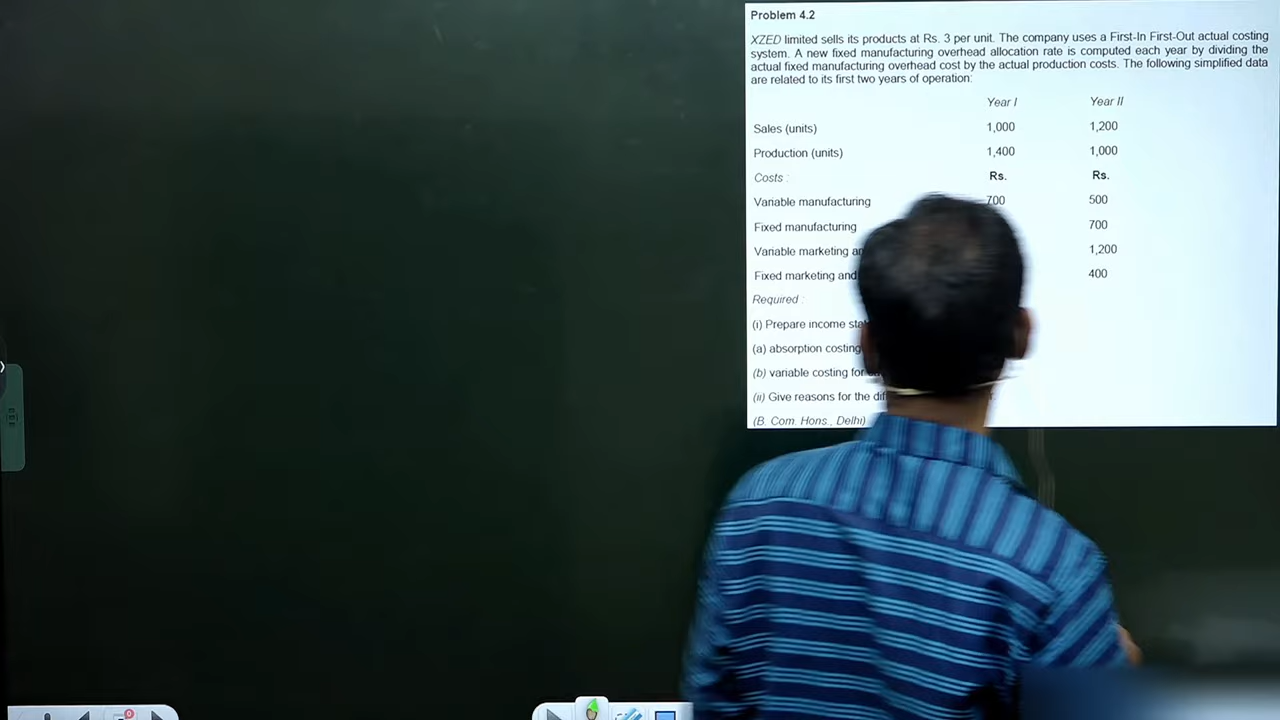 Problem 4.2
XZED limited sells its products at Rs. 3 per unit. The company uses a First-In First-Out actual costing
system. A new fixed manufacturing overhead allocation rate is computed each year by dividing the
actual fixed manufacturing overhead cost by the actual production costs. The following simplified data
are related to its first two years of operation:
Year I Year II
Sales (units) 1,000 1,200
Production (units) 1,400 1,000
Costs : Rs. Rs.
Variable manufacturing 700 500
Fixed manufacturing 700
Variable marketing 1,200
Fixed marketing and 400
Required :
(i) Prepare income
(a) absorption costing
(b) variable costing for
(ii) Give reasons for the
(B. Com. Hons., Delhi)